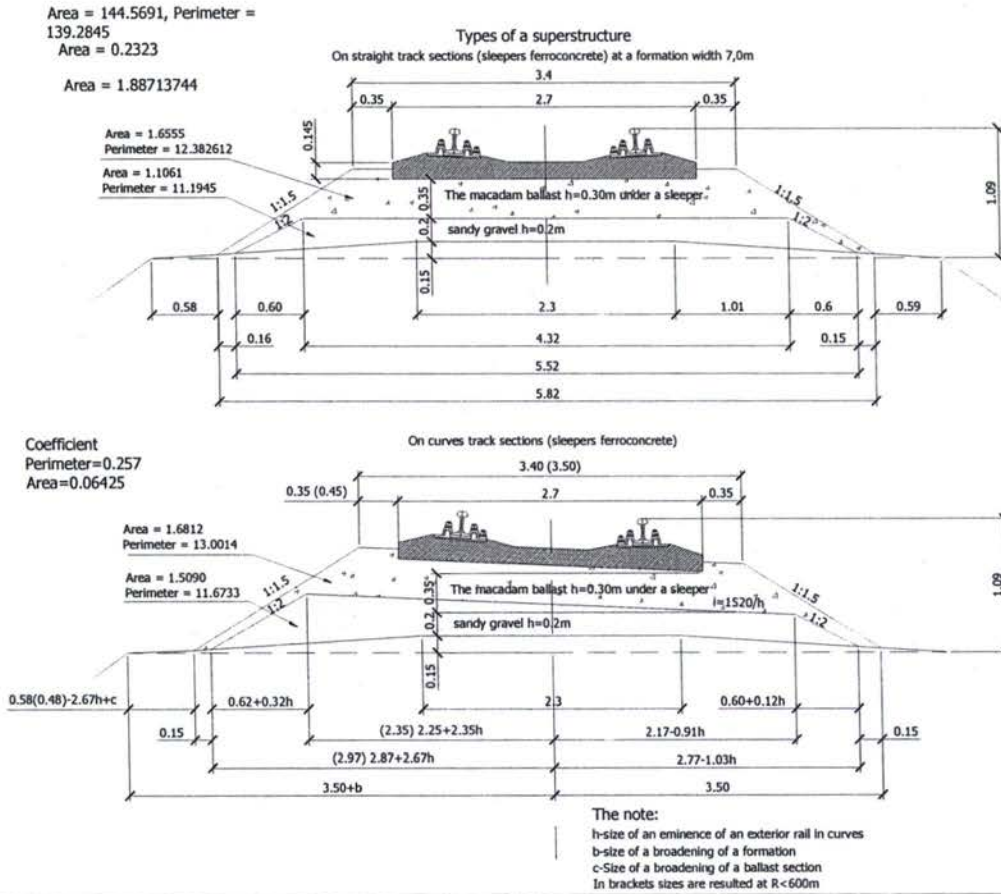 Area = 144.5691, Perimeter =
139.2845
Area = 0.2323
Area = 1.88713744
Types of a superstructure
On straight track sections (sleepers ferroconcrete) at a formation width 7,0m
3.4
0.35
2.7
0.35
0.145
Area = 1.6555
Perimeter = 12.382612
Area = 1.1061
Perimeter = 11.1945
1.09
1:1.5
1:2
0.35
The macadam ballast h=0.30m under a sleeper
1:1.5
1:2
0.2
sandy gravel h=0.2m
0.15
0.58
0.60
2.3
1.01
0.6
0.59
0.16
4.32
0.15
5.52
5.82
Coefficient
Perimeter=0.257
Area=0.06425
On curves track sections (sleepers ferroconcrete)
3.40 (3.50)
0.35 (0.45)
2.7
0.35
Area = 1.6812
Perimeter = 13.0014
Area = 1.5090
Perimeter = 11.6733
1.09
1:1.5
1:2
0.35
The macadam ballast h=0.30m under a sleeper
i=1520/h
1:1.5
1:2
0.2
sandy gravel h=0.2m
0.15
0.58(0.48)-2.67h+c
0.62+0.32h
2.3
0.60+0.12h
0.15
(2.35) 2.25+2.35h
2.17-0.91h
0.15
(2.97) 2.87+2.67h
2.77-1.03h
3.50+b
3.50
The note:
h-size of an eminence of an exterior rail in curves
b-size of a broadening of a formation
c-Size of a broadening of a ballast section
In brackets sizes are resulted at R<600m